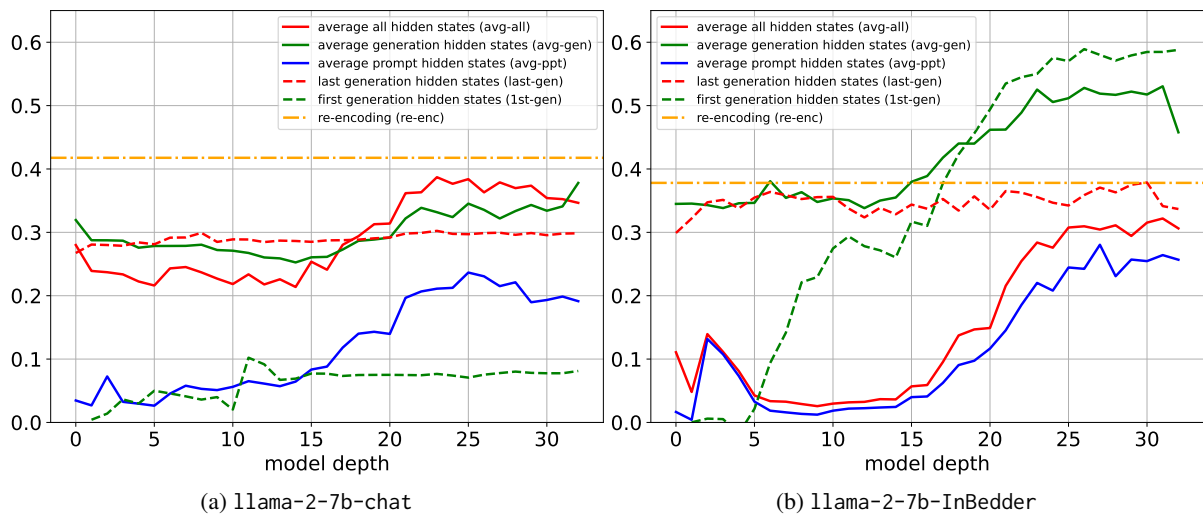 average all hidden states (avg-all)
average generation hidden states (avg-gen)
average prompt hidden states (avg-ppt)
last generation hidden states (last-gen)
first generation hidden states (1st-gen)
re-encoding (re-enc)
0.6
0.5
0.4
0.3
0.2
0.1
0.0
0 5 10 15 20 25 30
model depth
(a) llama-2-7b-chat
average all hidden states (avg-all)
average generation hidden states (avg-gen)
average prompt hidden states (avg-ppt)
last generation hidden states (last-gen)
first generation hidden states (1st-gen)
re-encoding (re-enc)
0.6
0.5
0.4
0.3
0.2
0.1
0.0
0 5 10 15 20 25 30
model depth
(b) llama-2-7b-InBedder